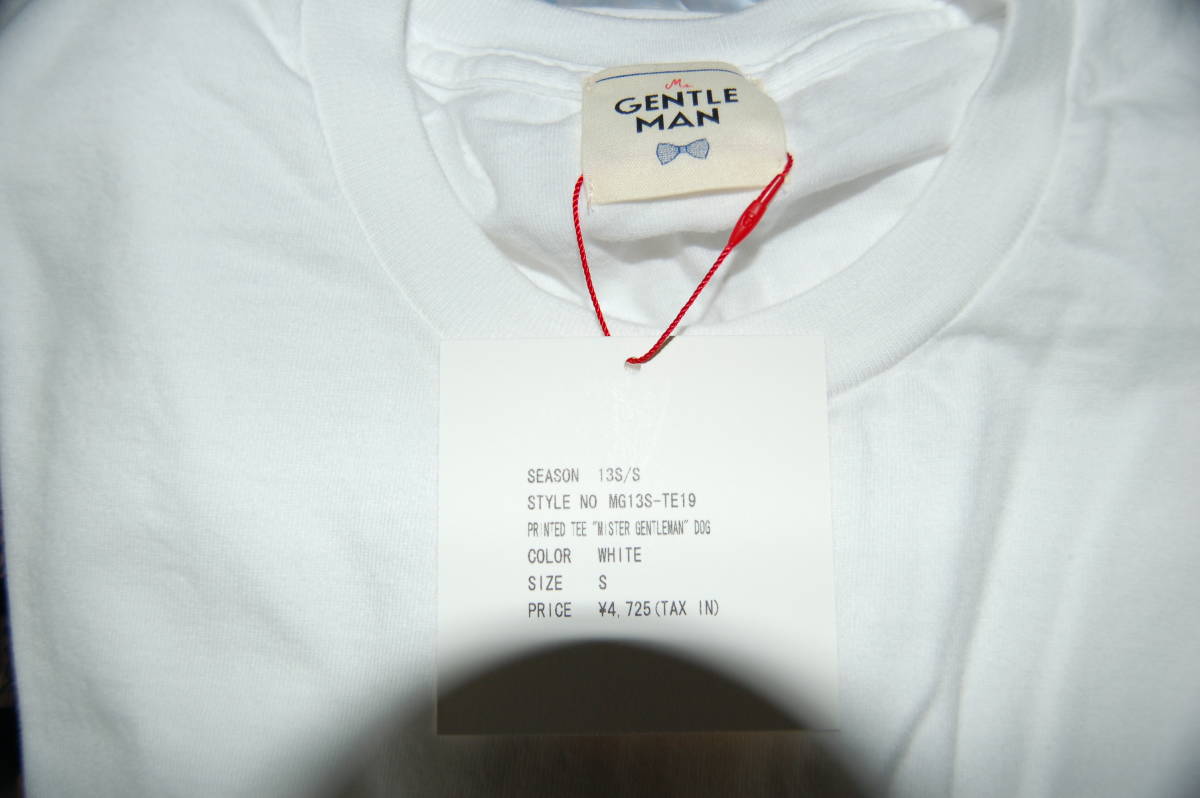 Mr.
GENTLE
MAN
SEASON 13S/S
STYLE NO MG13S-TE19
PRINTED TEE "MISTER GENTLEMAN" DOG
COLOR WHITE
SIZE S
PRICE ¥4,725(TAX IN)